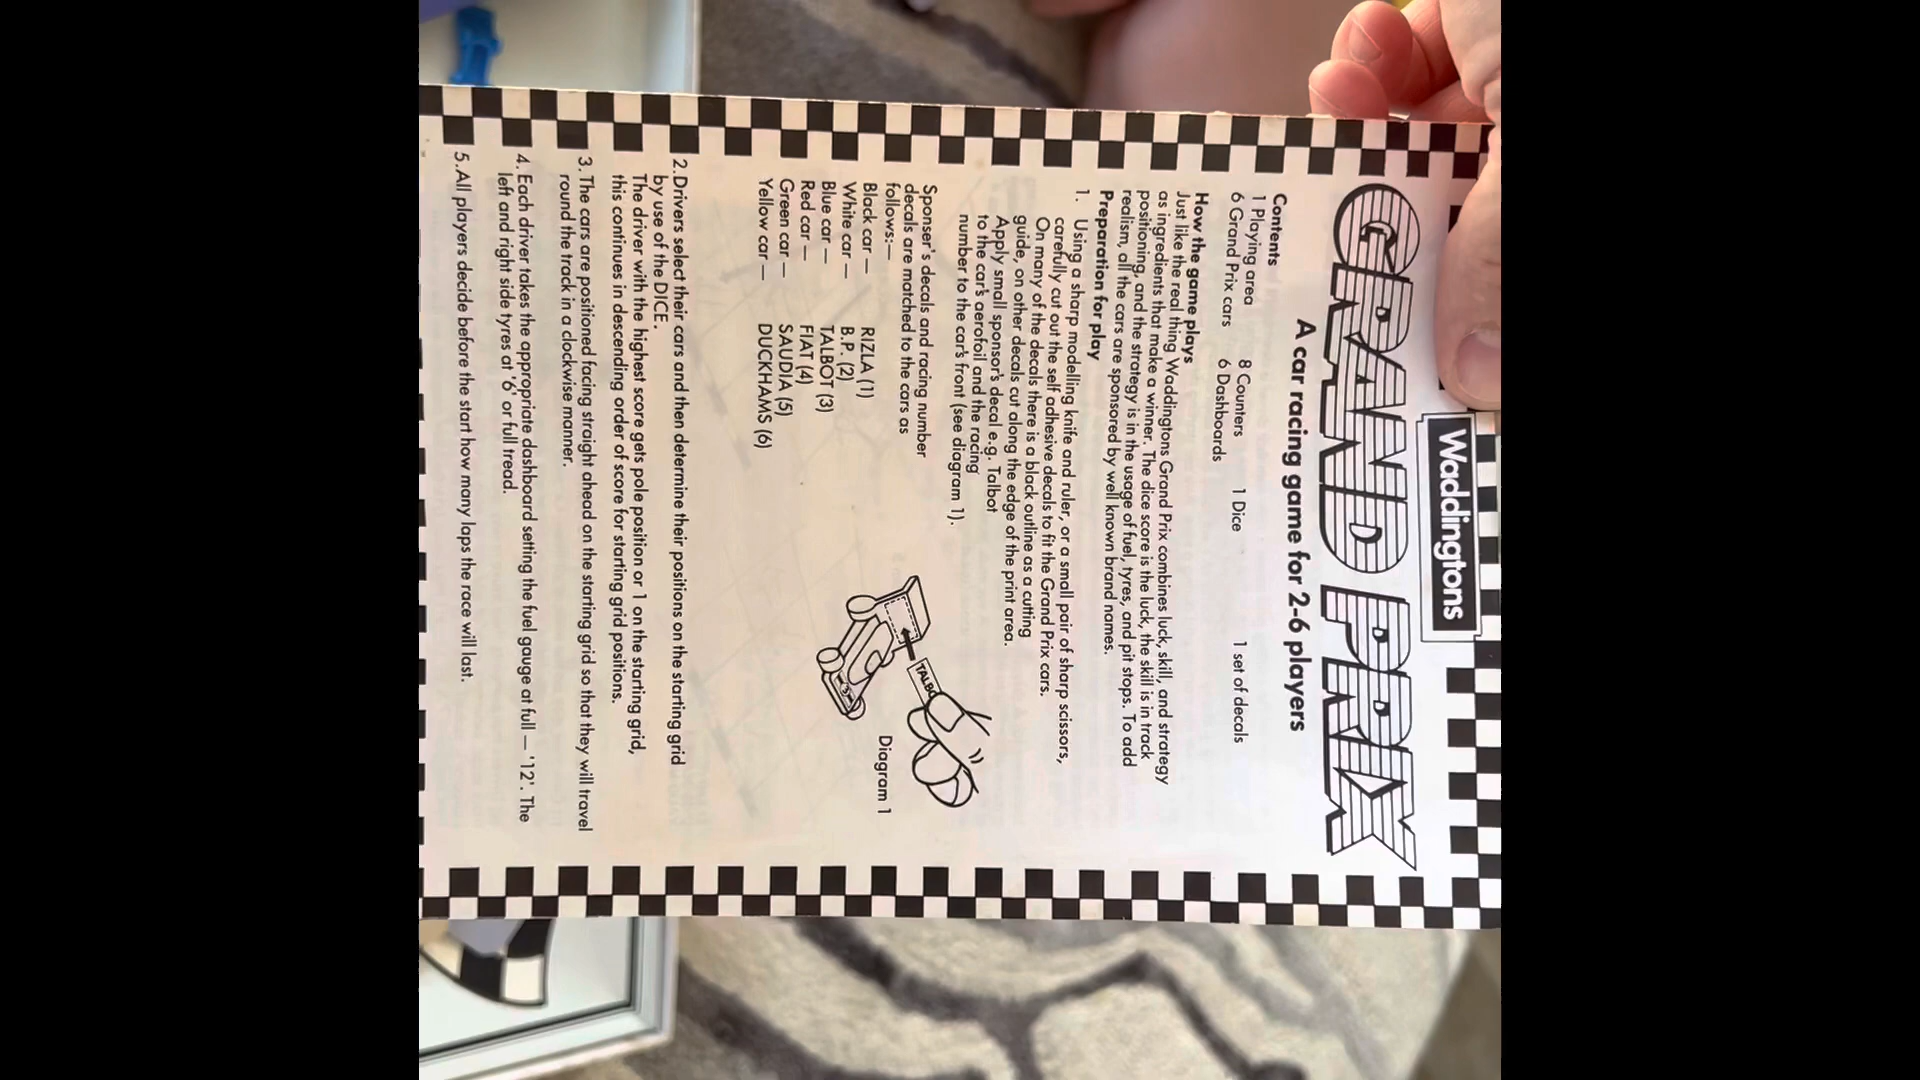 Waddingtons
GRAND PRIX
A car racing game for 2-6 players
Contents
1 Playing area 8 Counters 1 Dice 1 set of decals
6 Grand Prix cars 6 Dashboards
How the game plays
Just like the real thing Waddingtons Grand Prix combines luck, skill, and strategy
as ingredients that make a winner. The dice score is the luck, the skill is in track
positioning, and the strategy is in the usage of fuel, tyres, and pit stops. To add
realism, all the cars are sponsored by well known brand names.
Preparation for play
1. Using a sharp modelling knife and ruler, or a small pair of sharp scissors,
carefully cut out the self adhesive decals to fit the Grand Prix cars.
On many of the decals there is a black outline as a cutting
guide, on other decals cut along the edge of the print area.
Apply small sponsor's decal e.g. Talbot
to the car's aerofoil and the racing
number to the car's front (see diagram 1).
Sponser's decals and racing number
decals are matched to the cars as
follows:—
Black car — RIZLA (1)
White car — B.P. (2)
Blue car — TALBOT (3)
Red car — FIAT (4)
Green car — SAUDIA (5)
Yellow car — DUCKHAMS (6)
TALBO
3
Diagram 1
2. Drivers select their cars and then determine their positions on the starting grid
by use of the DICE.
The driver with the highest score gets pole position or 1 on the starting grid,
this continues in descending order of score for starting grid positions.
3. The cars are positioned facing straight ahead on the starting grid so that they will travel
round the track in a clockwise manner.
4. Each driver takes the appropriate dashboard setting the fuel gauge at full — '12'. The
left and right side tyres at '6' or full tread.
5. All players decide before the start how many laps the race will last.